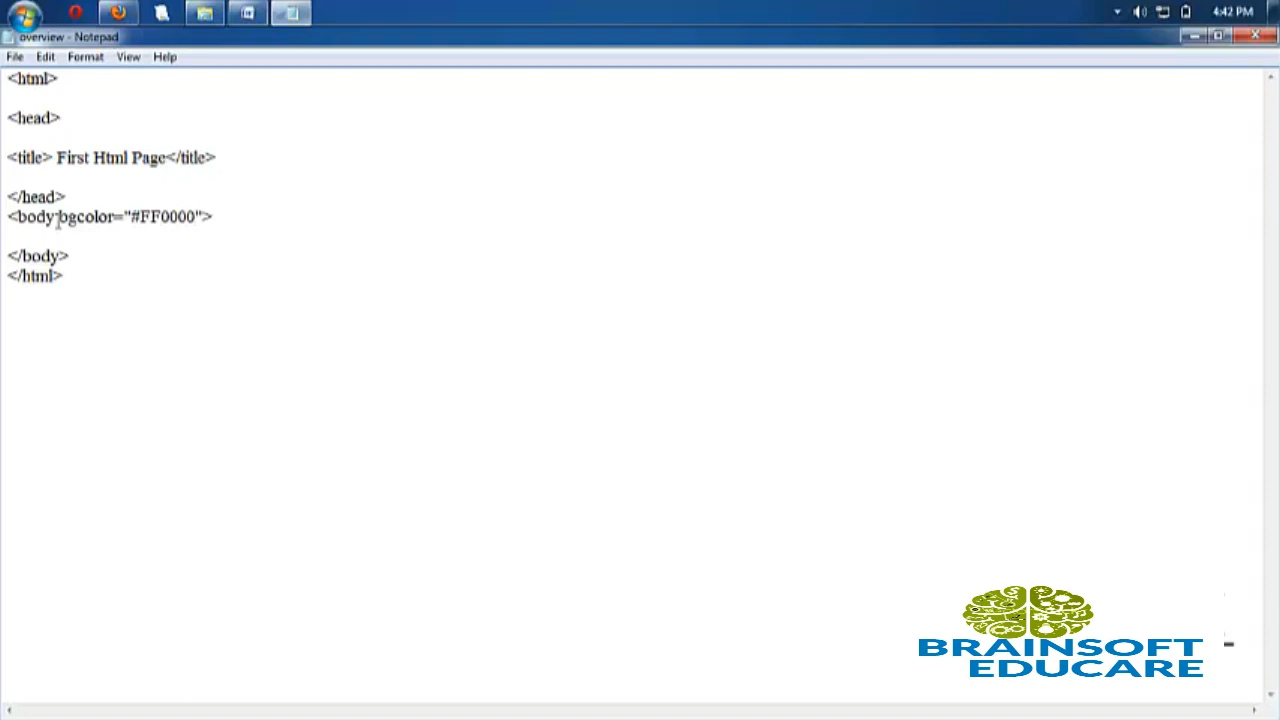 4:42 PM
overview - Notepad
File Edit Format View Help
<html>
<head>
<title> First Html Page</title>
</head>
<body bgcolor="#FF0000">
</body>
</html>
BRAINSOFT
EDUCARE